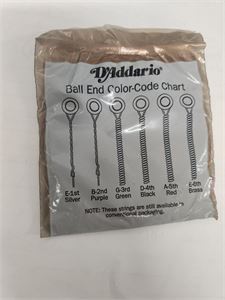 D'Addario
Ball End Color-Code Chart
E-1st B-2nd G-3rd D-4th A-5th E-6th
Silver Purple Green Black Red Brass
NOTE: These strings are still available in
conventional packaging.